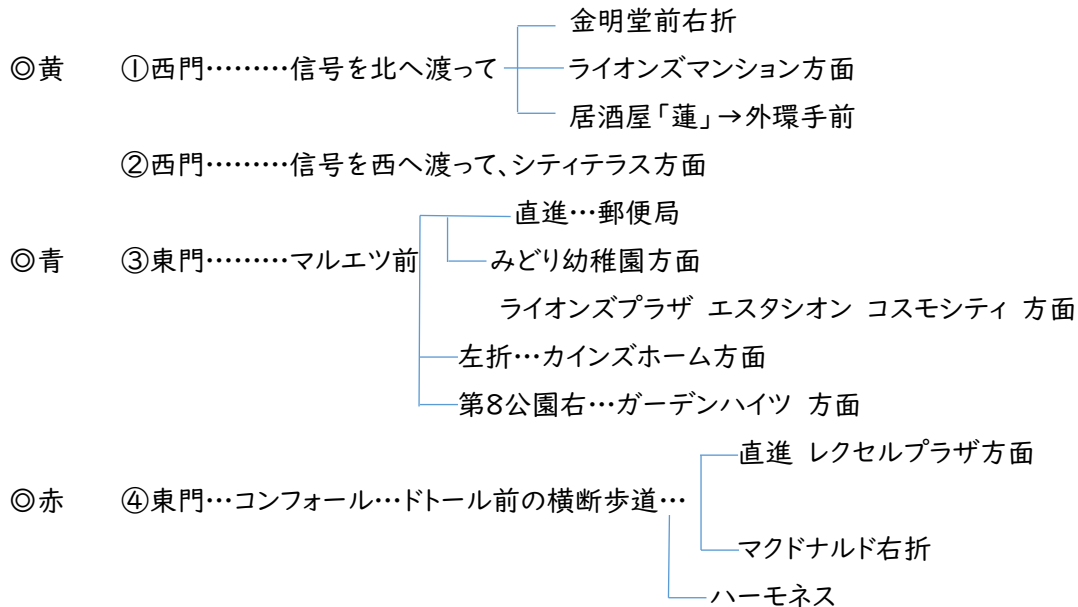 金明堂前右折
◎黄 ①西門………信号を北へ渡って ライオンズマンション方面
居酒屋「蓮」→外環手前
②西門………信号を西へ渡って、シティテラス方面
直進…郵便局
◎青 ③東門………マルエツ前 みどり幼稚園方面
ライオンズプラザ エスタシオン コスモシティ 方面
左折…カインズホーム方面
第8公園右…ガーデンハイツ 方面
直進 レクセルプラザ方面
◎赤 ④東門…コンフォール…ドトール前の横断歩道…
マクドナルド右折
ハーモネス